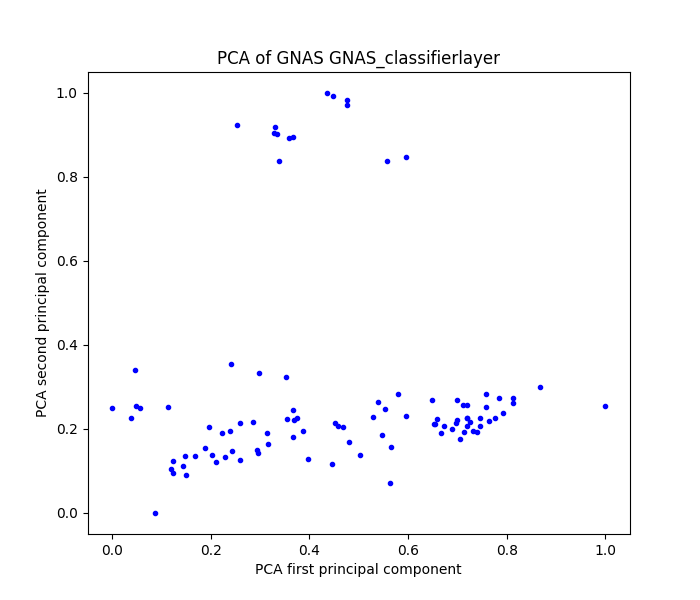 PCA of GNAS GNAS_classifierlayer
1.0
0.8
0.6
0.4
0.2
0.0
PCA second principal component
0.0 0.2 0.4 0.6 0.8 1.0
PCA first principal component